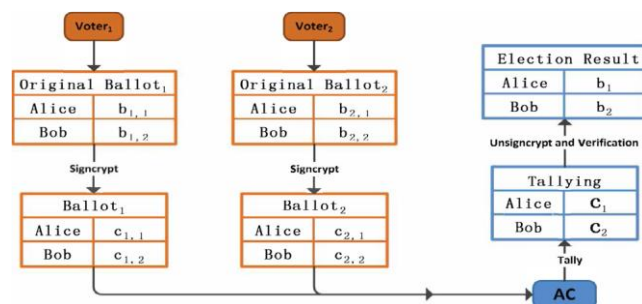 Voter₁
Original Ballot₁
Alice b₁,₁
Bob b₁,₂
Signcrypt
Ballot₁
Alice c₁,₁
Bob c₁,₂
Voter₂
Original Ballot₂
Alice b₂,₁
Bob b₂,₂
Signcrypt
Ballot₂
Alice c₂,₁
Bob c₂,₂
Election Result
Alice b₁
Bob b₂
Unsigncrypt and Verification
Tallying
Alice C₁
Bob C₂
Tally
AC